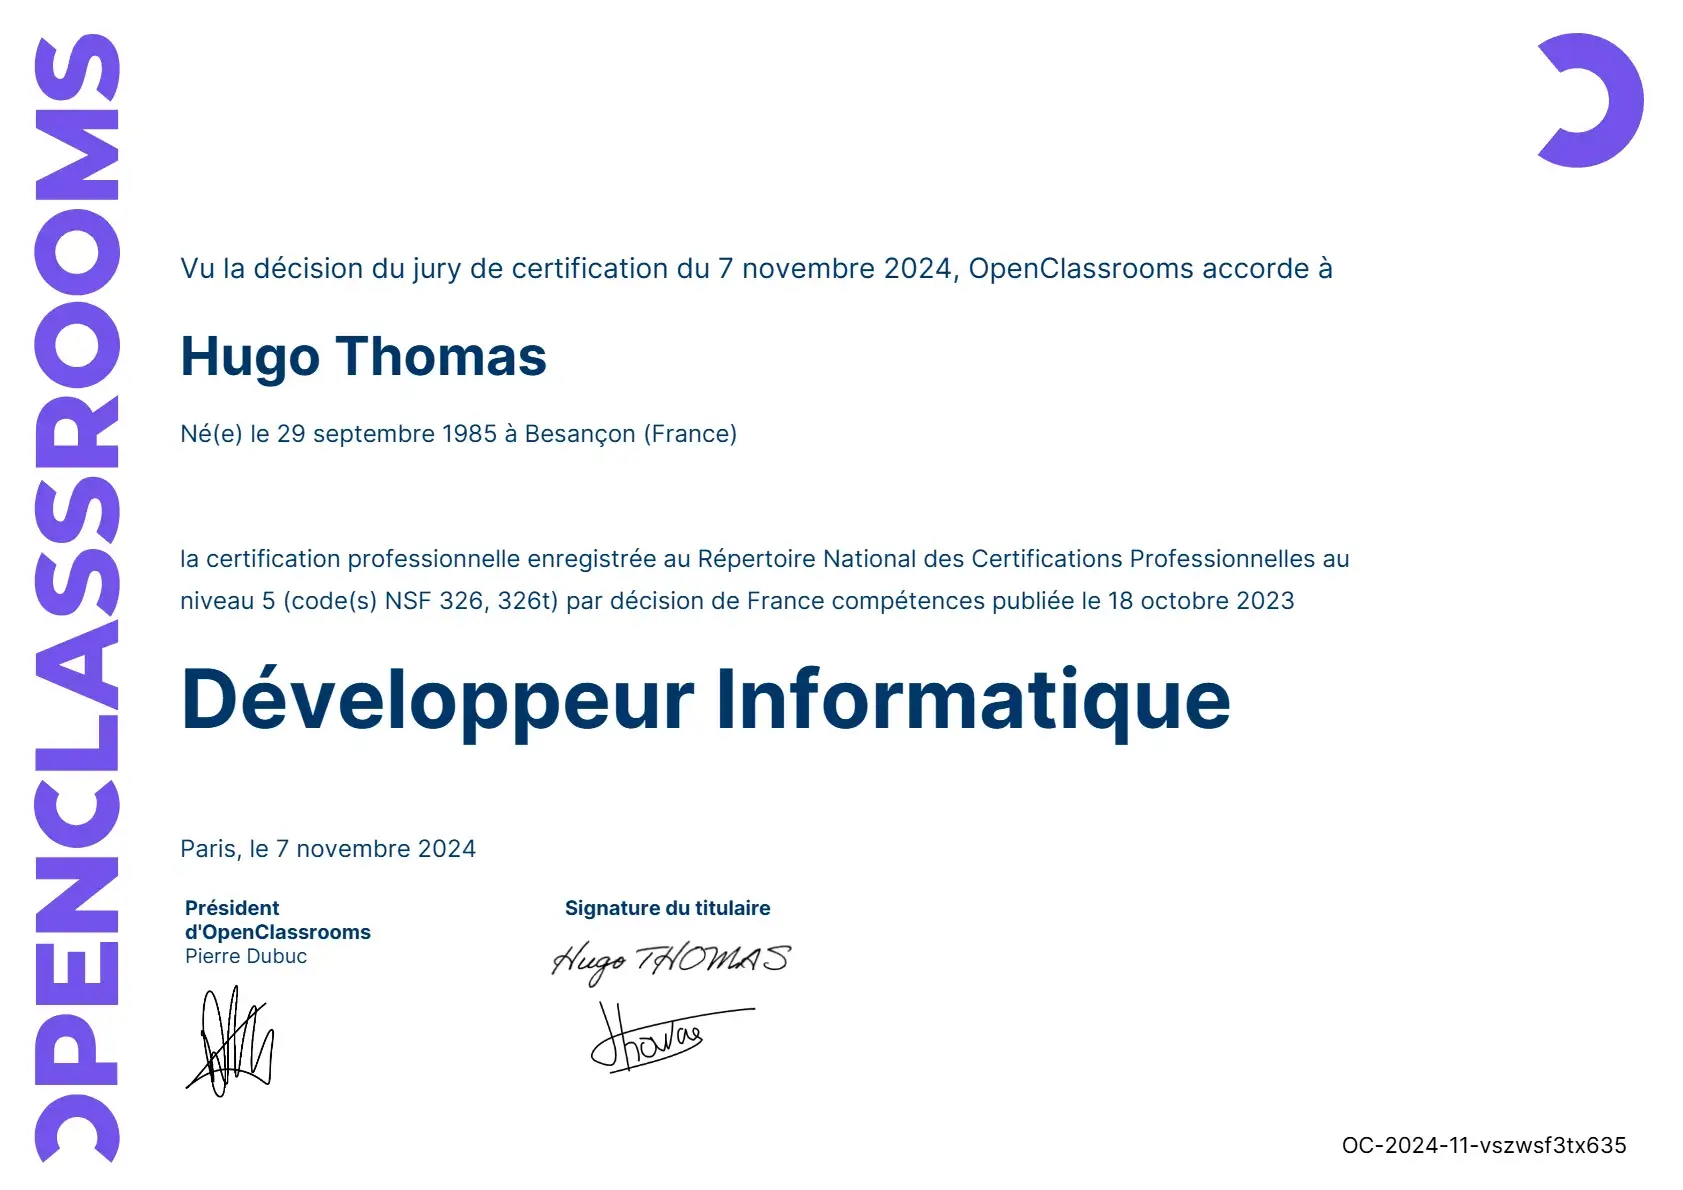 OPENCLASSROOMS
Vu la décision du jury de certification du 7 novembre 2024, OpenClassrooms accorde à
Hugo Thomas
Né(e) le 29 septembre 1985 à Besançon (France)
la certification professionnelle enregistrée au Répertoire National des Certifications Professionnelles au
niveau 5 (code(s) NSF 326, 326t) par décision de France compétences publiée le 18 octobre 2023
Développeur Informatique
Paris, le 7 novembre 2024
Président
d'OpenClassrooms
Pierre Dubuc
Signature du titulaire
Hugo THOMAS
OC-2024-11-vszwsf3tx635